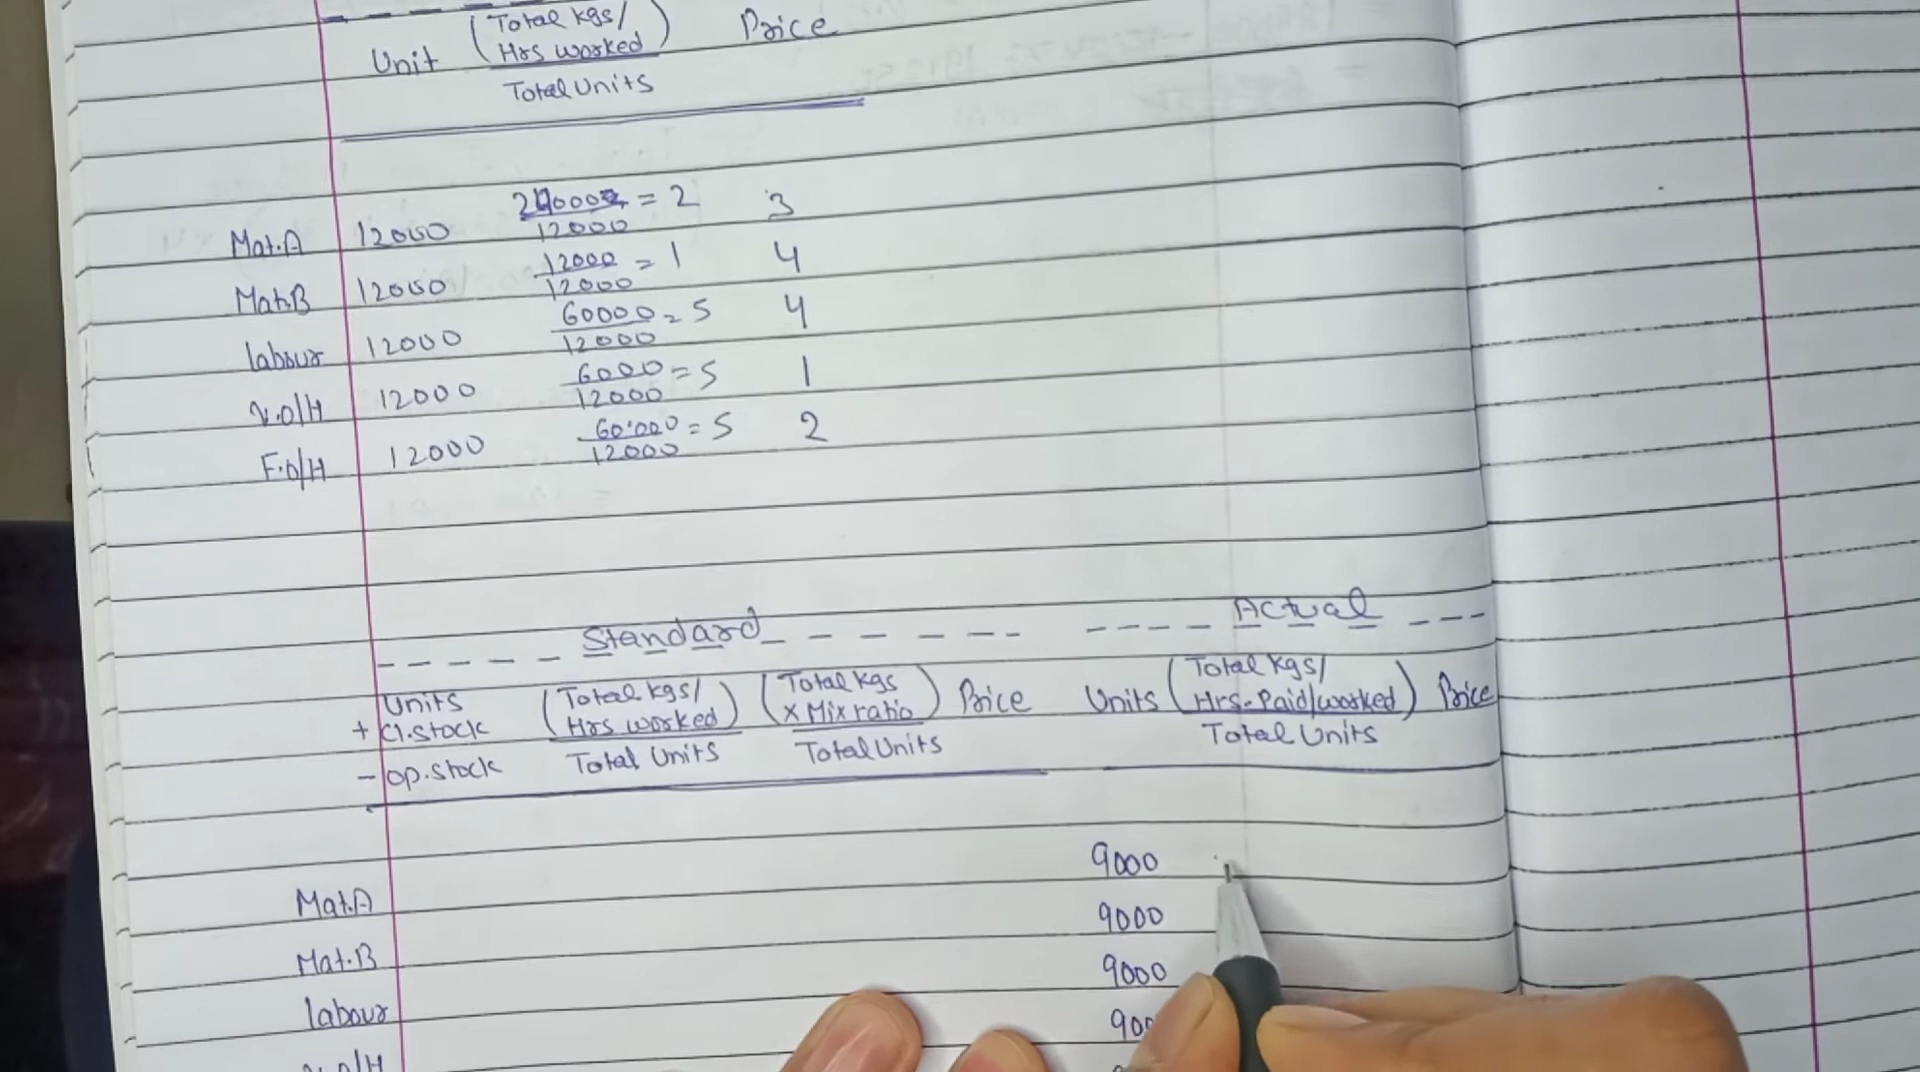 Unit (Total Kgs/ Hrs worked) Price
Total Units
Mat.A 12000 24000/12000 = 2 3
Mat.B 12000 12000/12000 = 1 4
labour 12000 60000/12000 = 5 4
V.O/H 12000 6000/12000 = 5 1
F.O/H 12000 60'000/12000 = 5 2
Standard Actual
Units (Total Kgs/ (Total Kgs Price Units (Total Kgs/ Price
+ Cl.stock Hrs worked) x Mix ratio) Hrs-Paid/worked)
- op.stock Total Units Total Units Total Units
Mat.A 9000
Mat.B 9000
labour 9000
V.O/H